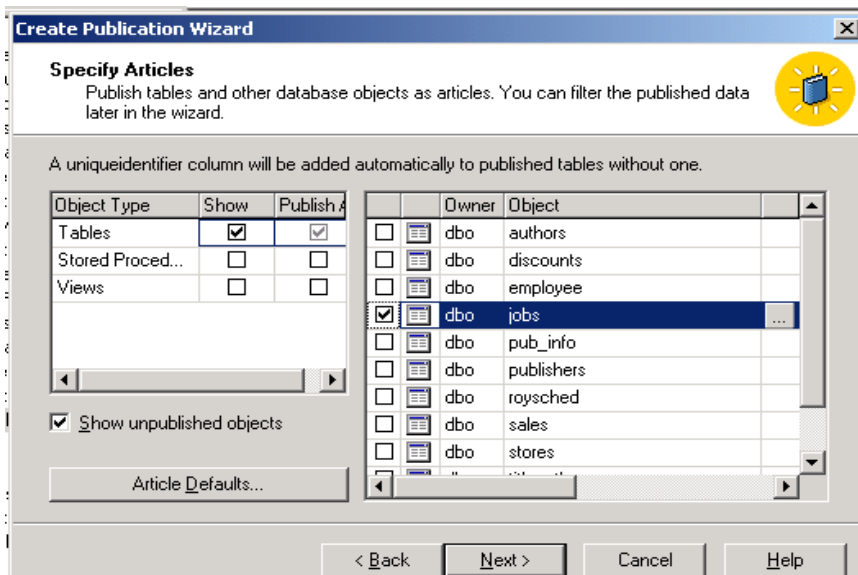 Create Publication Wizard
Specify Articles
Publish tables and other database objects as articles. You can filter the published data
later in the wizard.
A uniqueidentifier column will be added automatically to published tables without one.
Object Type Show Publish
Tables
Stored Proced...
Views
Show unpublished objects
Article Defaults...
Owner Object
dbo authors
dbo discounts
dbo employee
dbo jobs ...
dbo pub_info
dbo publishers
dbo roysched
dbo sales
dbo stores
< Back Next > Cancel Help